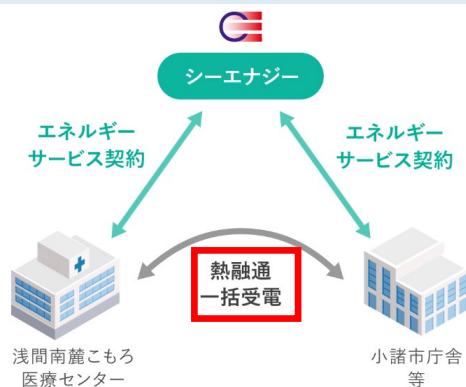 シーエナジー
エネルギー
サービス契約
エネルギー
サービス契約
熱融通
一括受電
浅間南麓こもろ
医療センター
小諸市庁舎
等